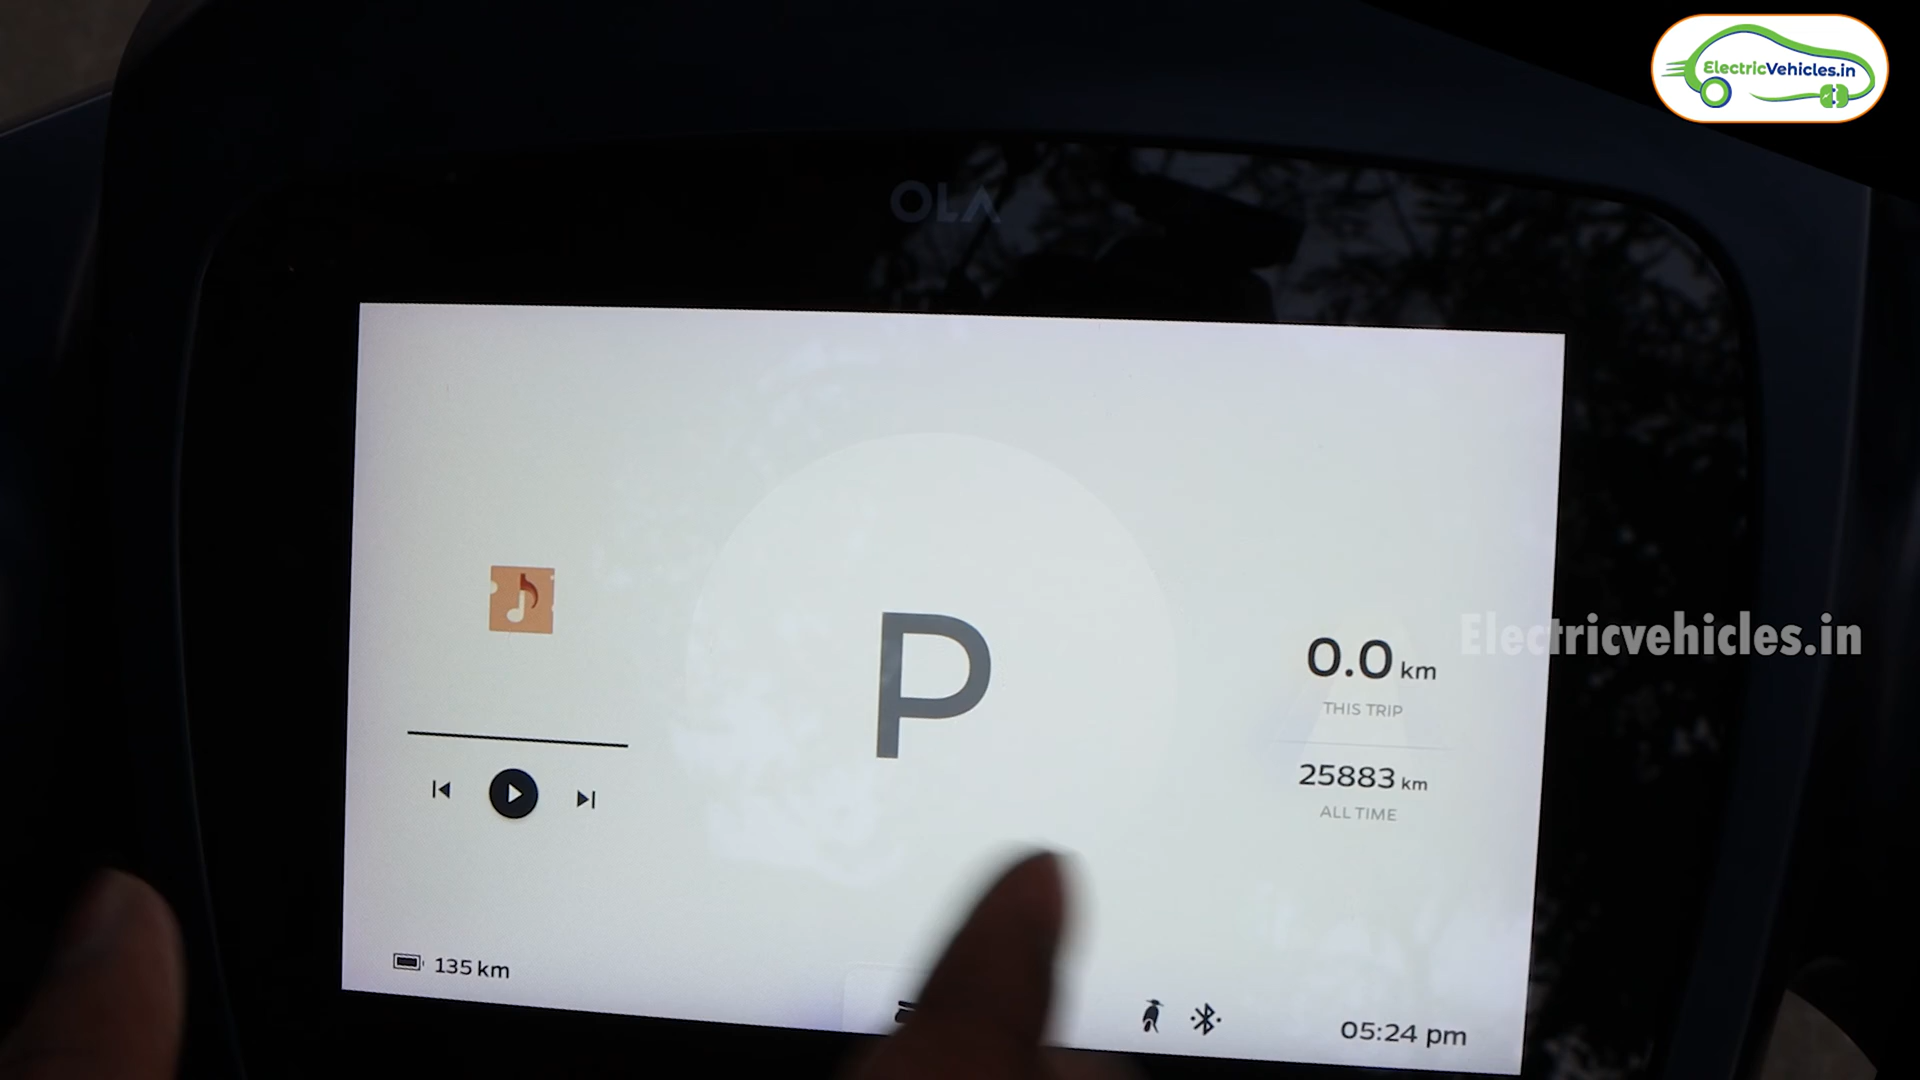 ElectricVehicles.in
OLA
P
0.0 km
THIS TRIP
Electricvehicles.in
25883 km
ALL TIME
135 km
05:24 pm